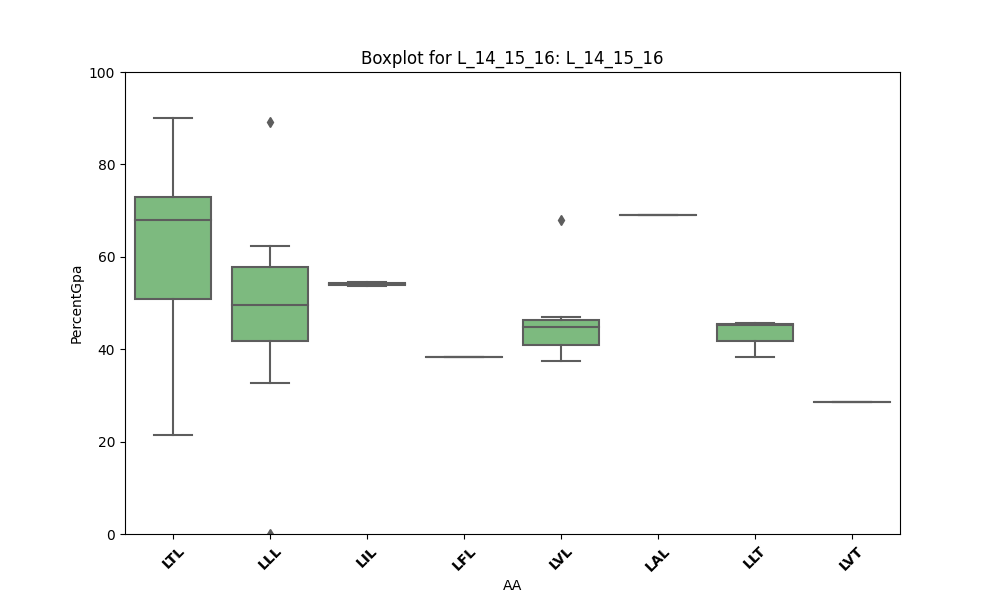 Boxplot for L_14_15_16: L_14_15_16
100
80
60
40
20
0
PercentGpa
LTL
LLL
LIL
LFL
LVL
LAL
LLT
LVT
AA